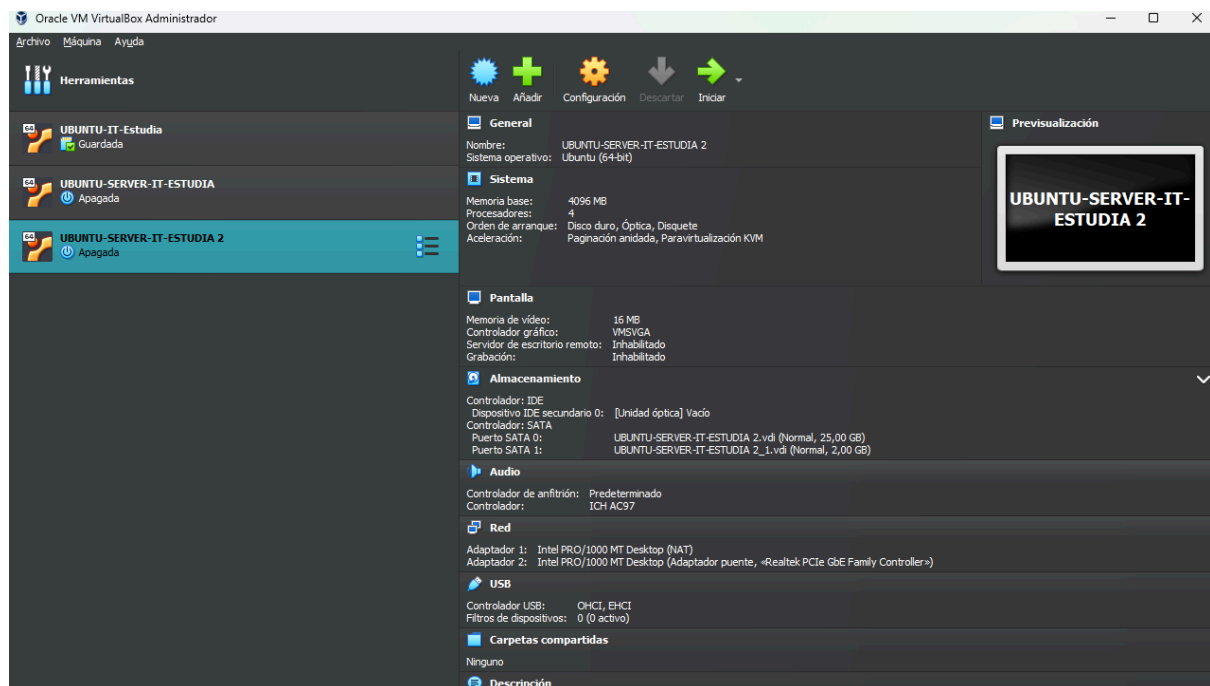 Oracle VM VirtualBox Administrador
Archivo Máquina Ayuda
Herramientas
Nueva Añadir Configuración Descartar Iniciar
64 UBUNTU-IT-Estudia
Guardada
64 UBUNTU-SERVER-IT-ESTUDIA
Apagada
64 UBUNTU-SERVER-IT-ESTUDIA 2
Apagada
General
Nombre: UBUNTU-SERVER-IT-ESTUDIA 2
Sistema operativo: Ubuntu (64-bit)
Sistema
Memoria base: 4096 MB
Procesadores: 4
Orden de arranque: Disco duro, Óptica, Disquete
Aceleración: Paginación anidada, Paravirtualización KVM
Previsualización
UBUNTU-SERVER-IT-
ESTUDIA 2
Pantalla
Memoria de vídeo: 16 MB
Controlador gráfico: VMSVGA
Servidor de escritorio remoto: Inhabilitado
Grabación: Inhabilitado
Almacenamiento
Controlador: IDE
Dispositivo IDE secundario 0: [Unidad óptica] Vacío
Controlador: SATA
Puerto SATA 0: UBUNTU-SERVER-IT-ESTUDIA 2.vdi (Normal, 25,00 GB)
Puerto SATA 1: UBUNTU-SERVER-IT-ESTUDIA 2_1.vdi (Normal, 2,00 GB)
Audio
Controlador de anfitrión: Predeterminado
Controlador: ICH AC97
Red
Adaptador 1: Intel PRO/1000 MT Desktop (NAT)
Adaptador 2: Intel PRO/1000 MT Desktop (Adaptador puente, «Realtek PCIe GbE Family Controller»)
USB
Controlador USB: OHCI, EHCI
Filtros de dispositivos: 0 (0 activo)
Carpetas compartidas
Ninguno
Descripción